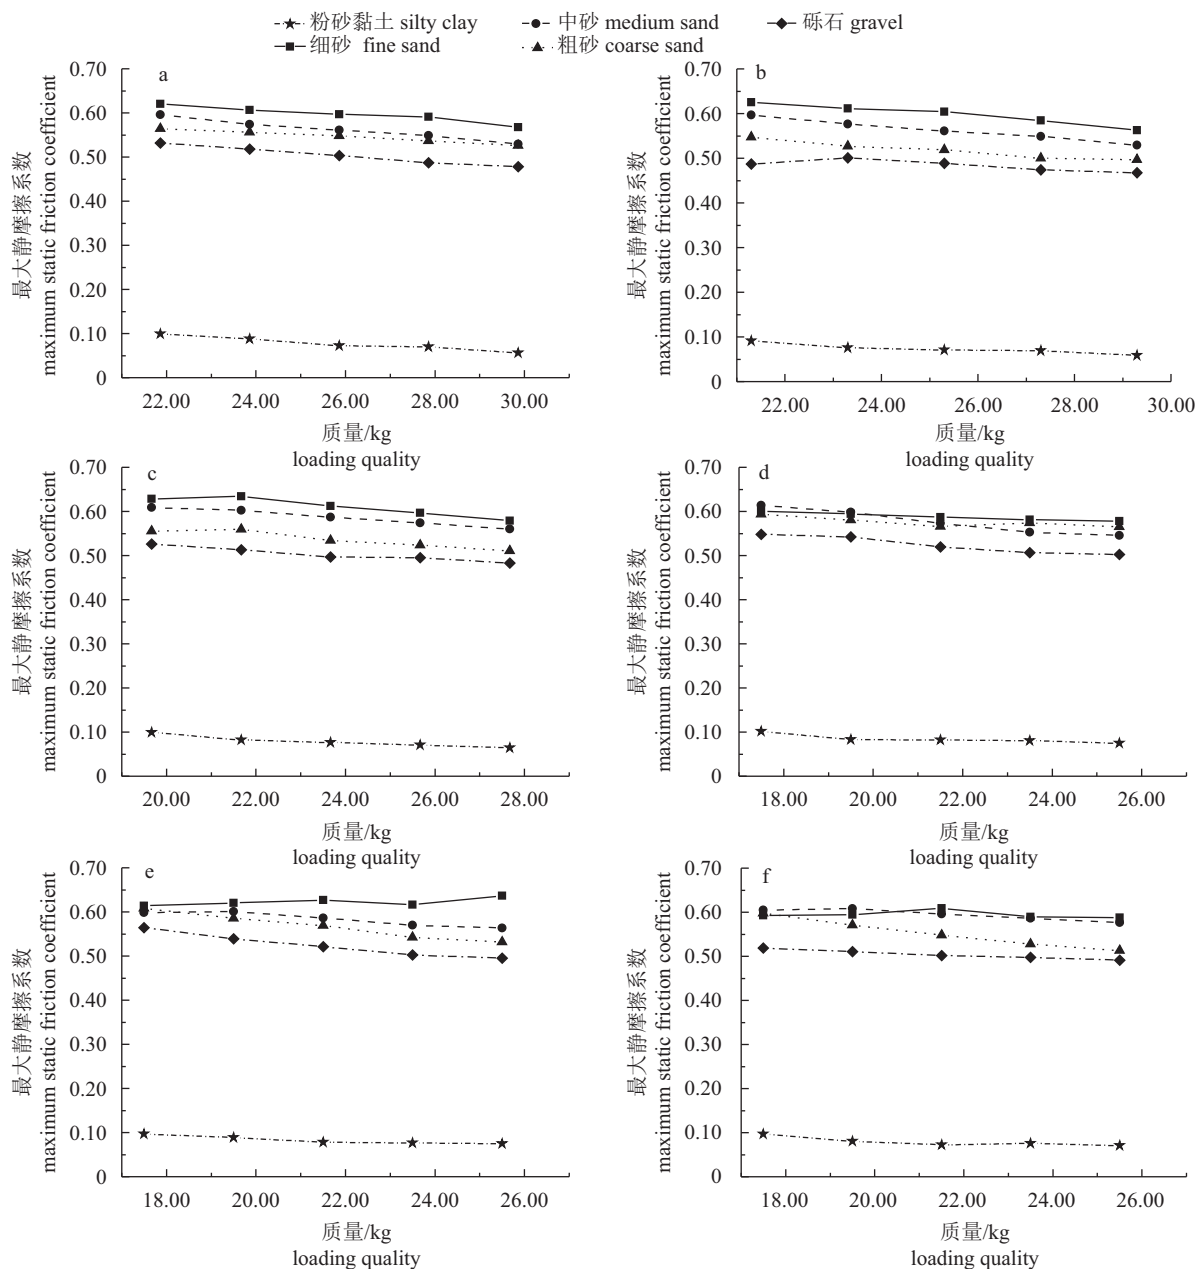 粉砂黏土 silty clay
中砂 medium sand
砾石 gravel
细砂 fine sand
粗砂 coarse sand
a
0.70
0.60
0.50
0.40
0.30
0.20
0.10
0
最大静摩擦系数
maximum static friction coefficient
22.00 24.00 26.00 28.00 30.00
质量/kg
loading quality
b
0.70
0.60
0.50
0.40
0.30
0.20
0.10
0
最大静摩擦系数
maximum static friction coefficient
22.00 24.00 26.00 28.00 30.00
质量/kg
loading quality
c
0.70
0.60
0.50
0.40
0.30
0.20
0.10
0
最大静摩擦系数
maximum static friction coefficient
20.00 22.00 24.00 26.00 28.00
质量/kg
loading quality
d
0.70
0.60
0.50
0.40
0.30
0.20
0.10
0
最大静摩擦系数
maximum static friction coefficient
18.00 20.00 22.00 24.00 26.00
质量/kg
loading quality
e
0.70
0.60
0.50
0.40
0.30
0.20
0.10
0
最大静摩擦系数
maximum static friction coefficient
18.00 20.00 22.00 24.00 26.00
质量/kg
loading quality
f
0.70
0.60
0.50
0.40
0.30
0.20
0.10
0
最大静摩擦系数
maximum static friction coefficient
18.00 20.00 22.00 24.00 26.00
质量/kg
loading quality